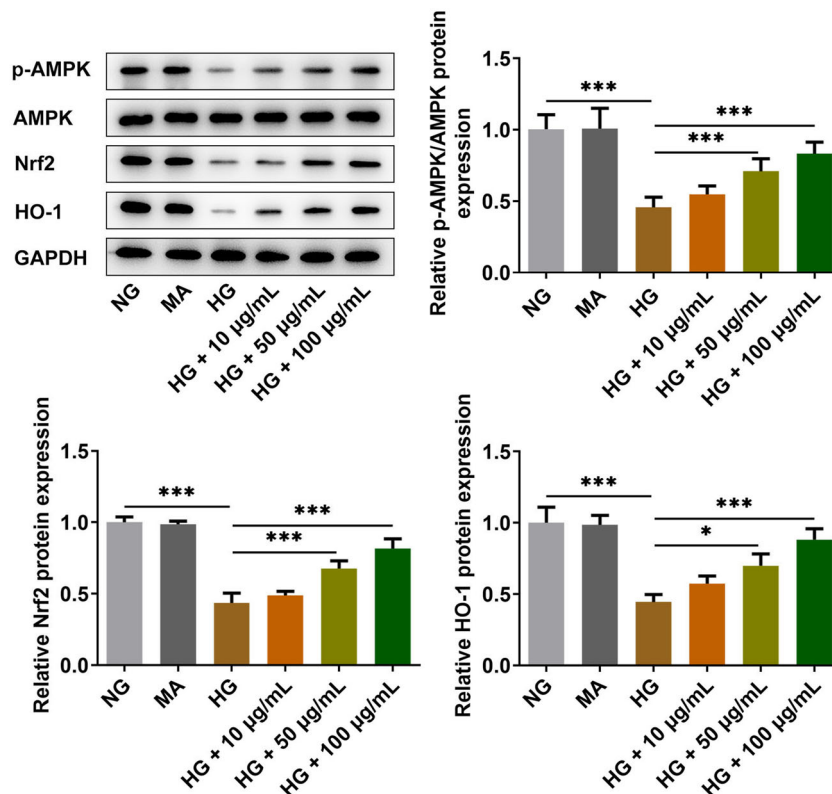 p-AMPK
AMPK
Nrf2
HO-1
GAPDH
NG
MA
HG
HG + 10 µg/mL
HG + 50 µg/mL
HG + 100 µg/mL
Relative p-AMPK/AMPK protein
expression
1.5
1.0
0.5
0.0
***
***
***
NG
MA
HG
HG + 10 µg/mL
HG + 50 µg/mL
HG + 100 µg/mL
Relative Nrf2 protein expression
1.5
1.0
0.5
0.0
***
***
***
NG
MA
HG
HG + 10 µg/mL
HG + 50 µg/mL
HG + 100 µg/mL
Relative HO-1 protein expression
1.5
1.0
0.5
0.0
***
***
*
NG
MA
HG
HG + 10 µg/mL
HG + 50 µg/mL
HG + 100 µg/mL